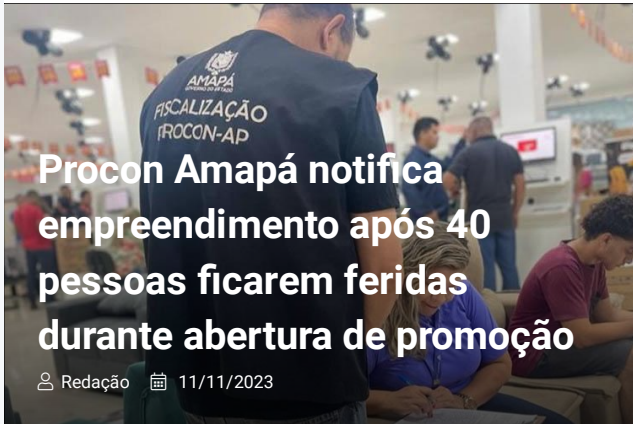 AMAPÁ
GOVERNO DO ESTADO
FISCALIZAÇÃO
PROCON-AP
Procon Amapá notifica
empreendimento após 40
pessoas ficarem feridas
durante abertura de promoção
Redação 11/11/2023